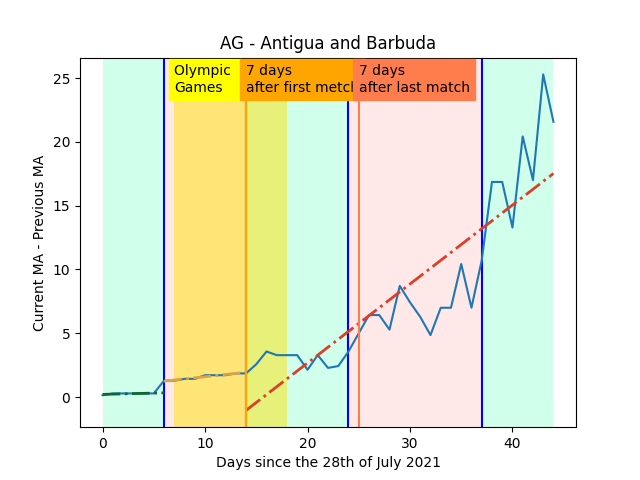 AG - Antigua and Barbuda
Olympic
Games
7 days
after first metch
7 days
after last match
Current MA - Previous MA
25
20
15
10
5
0
0
10
20
30
40
Days since the 28th of July 2021